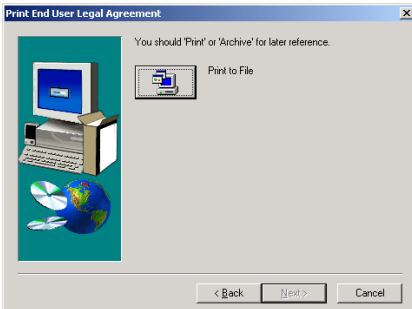 Print End User Legal Agreement
You should 'Print' or 'Archive' for later reference.
Print to File
< Back
Next >
Cancel